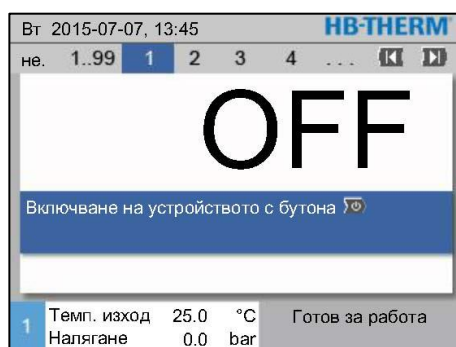 Вт 2015-07-07, 13:45 HB-THERM
не. 1..99 1 2 3 4 ...
OFF
Включване на устройството с бутона
1 Темп. изход 25.0 °C Готов за работа
Налягане 0.0 bar